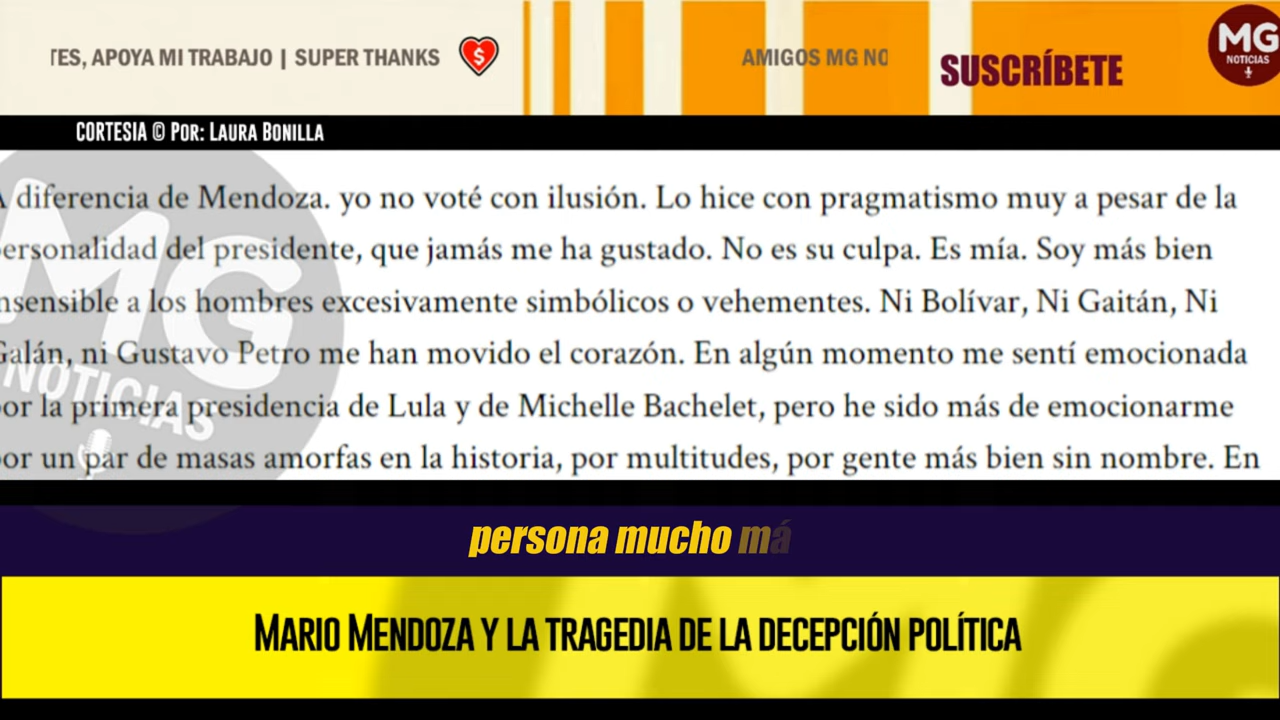 TES, APOYA MI TRABAJO | SUPER THANKS
AMIGOS MG NO
SUSCRÍBETE
MG
NOTICIAS
CORTESIA © POR: LAURA BONILLA
A diferencia de Mendoza. yo no voté con ilusión. Lo hice con pragmatismo muy a pesar de la
personalidad del presidente, que jamás me ha gustado. No es su culpa. Es mía. Soy más bien
insensible a los hombres excesivamente simbólicos o vehementes. Ni Bolívar, Ni Gaitán, Ni
Galán, ni Gustavo Petro me han movido el corazón. En algún momento me sentí emocionada
por la primera presidencia de Lula y de Michelle Bachelet, pero he sido más de emocionarme
por un par de masas amorfas en la historia, por multitudes, por gente más bien sin nombre. En
MG
NOTICIAS
persona mucho má
MARIO MENDOZA Y LA TRAGEDIA DE LA DECEPCIÓN POLÍTICA